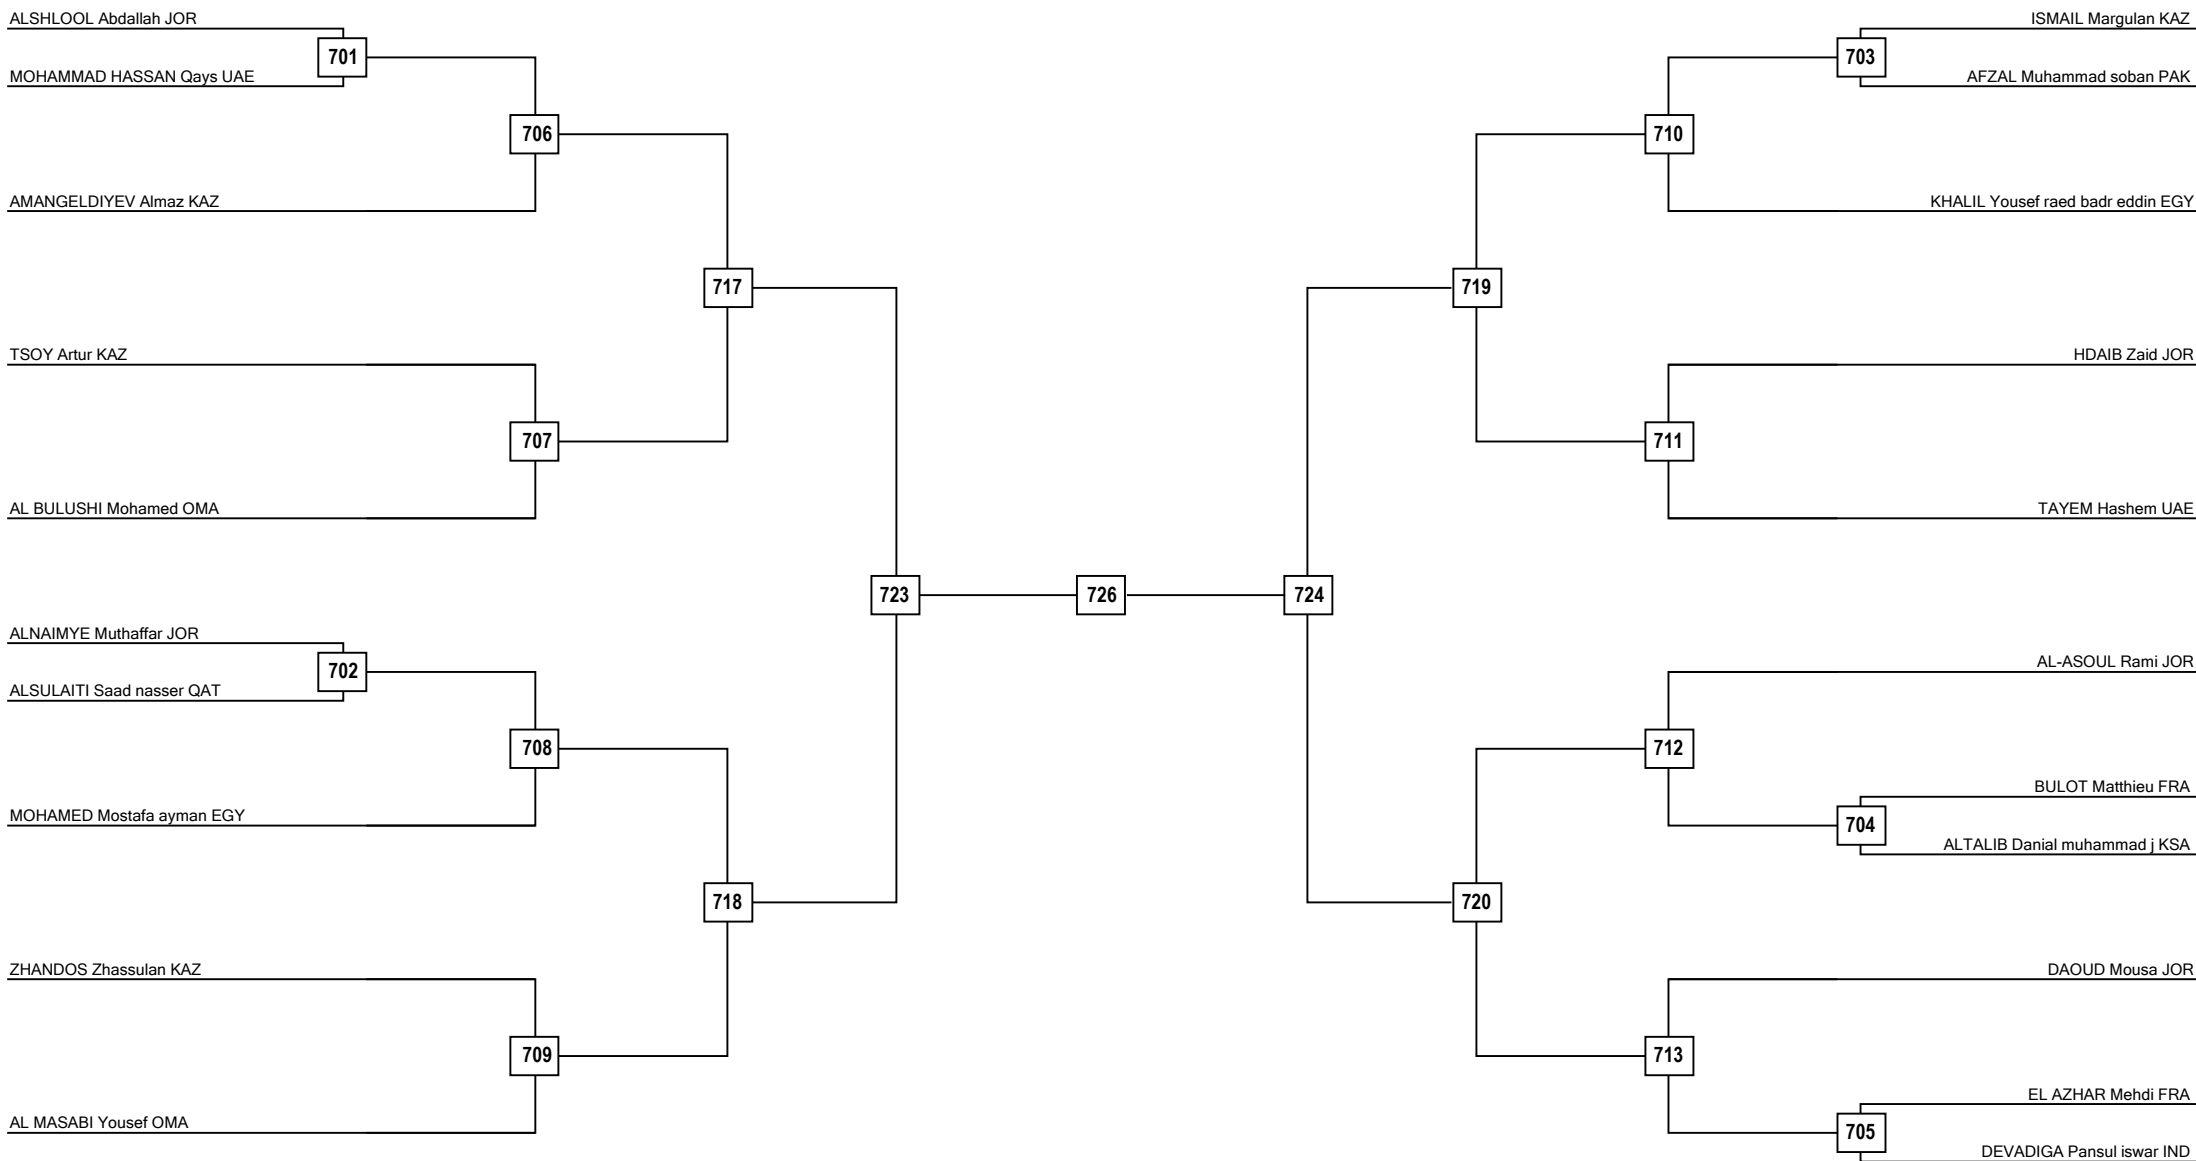 ALSHLOOL Abdallah JOR
701
MOHAMMAD HASSAN Qays UAE
706
AMANGELDIYEV Almaz KAZ
717
TSOY Artur KAZ
707
AL BULUSHI Mohamed OMA
723
ALNAIMYE Muthaffar JOR
702
ALSULAITI Saad nasser QAT
708
MOHAMED Mostafa ayman EGY
718
ZHANDOS Zhassulan KAZ
709
AL MASABI Yousef OMA
726
ISMAIL Margulan KAZ
703
AFZAL Muhammad soban PAK
710
KHALIL Yousef raed badr eddin EGY
719
HDAIB Zaid JOR
711
TAYEM Hashem UAE
724
AL-ASOUL Rami JOR
712
BULOT Matthieu FRA
704
ALTALIB Danial muhammad j KSA
720
DAOUD Mousa JOR
713
EL AZHAR Mehdi FRA
705
DEVADIGA Pansul iswar IND